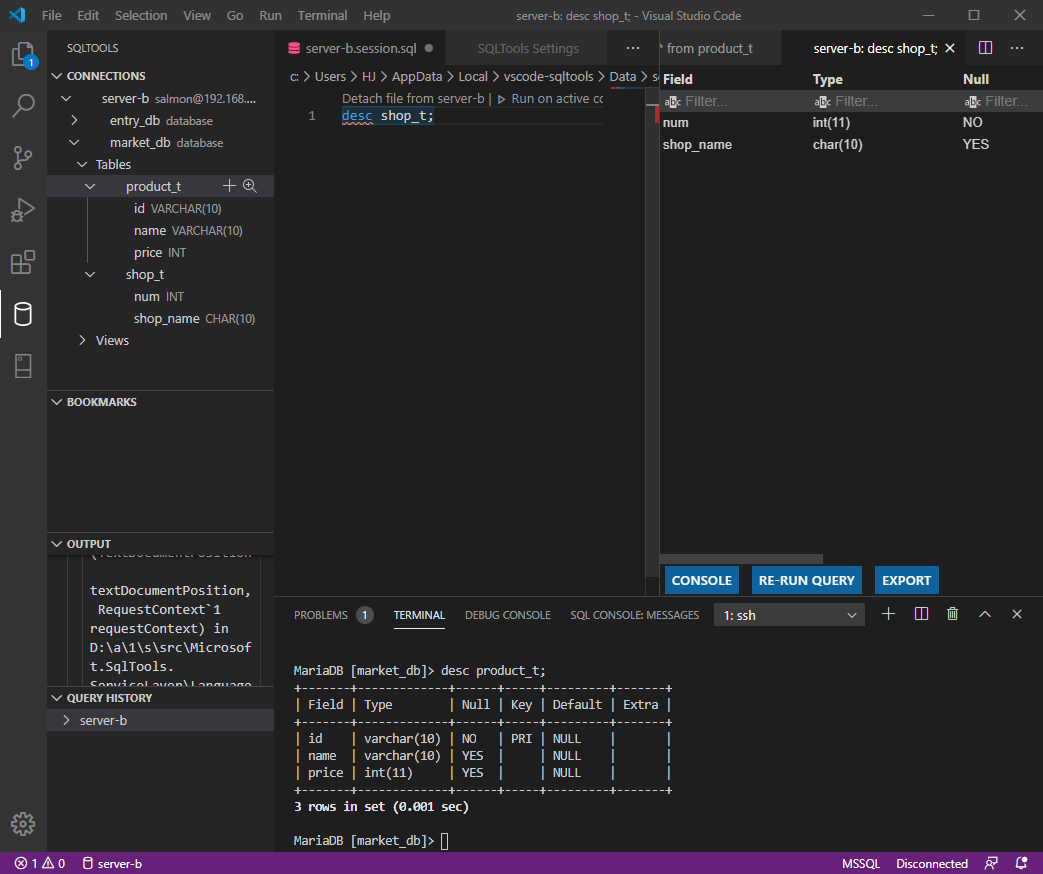 File Edit Selection View Go Run Terminal Help server-b: desc shop_t; - Visual Studio Code
1
SQLTOOLS
CONNECTIONS
server-b salmon@192.168....
entry_db database
market_db database
Tables
product_t
id VARCHAR(10)
name VARCHAR(10)
price INT
shop_t
num INT
shop_name CHAR(10)
Views
BOOKMARKS
OUTPUT
(TextDocumentPosition
textDocumentPosition,
RequestContext`1
requestContext) in
D:\a\1\s\src\Microsof
t.SqlTools.
ServiceLayer\Language
QUERY HISTORY
server-b
server-b.session.sql SQLTools Settings ...
c: > Users > HJ > AppData > Local > vscode-sqltools > Data > s
Detach file from server-b | Run on active co
1 desc shop_t;
* from product_t server-b: desc shop_t; ...
Field Type Null
abc Filter... abc Filter... abc Filter...
num int(11) NO
shop_name char(10) YES
CONSOLE RE-RUN QUERY EXPORT
PROBLEMS 1 TERMINAL DEBUG CONSOLE SQL CONSOLE: MESSAGES 1: ssh
MariaDB [market_db]> desc product_t;
+-------+-------------+------+-----+---------+-------+
| Field | Type        | Null | Key | Default | Extra |
+-------+-------------+------+-----+---------+-------+
| id    | varchar(10) | NO   | PRI | NULL    |       |
| name  | varchar(10) | YES  |     | NULL    |       |
| price | int(11)     | YES  |     | NULL    |       |
+-------+-------------+------+-----+---------+-------+
3 rows in set (0.001 sec)
MariaDB [market_db]>
1 0 server-b MSSQL Disconnected